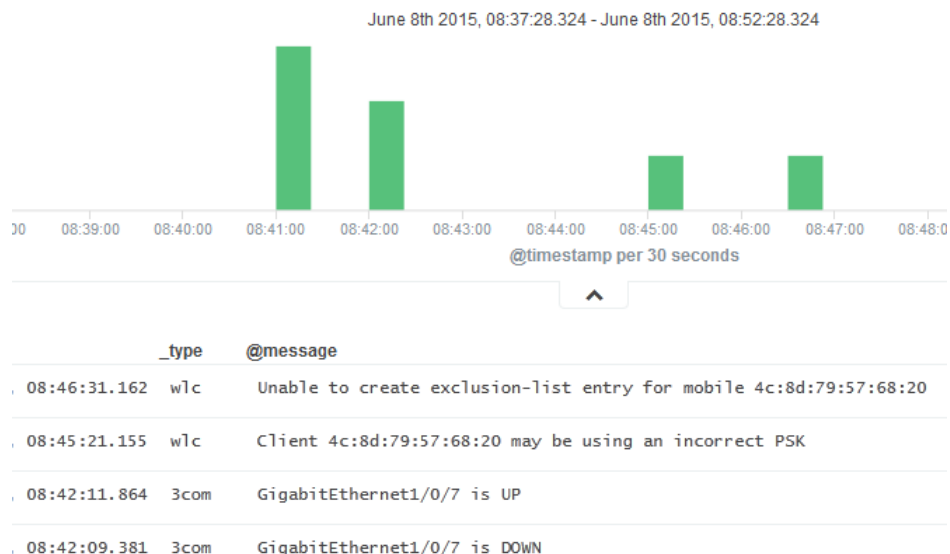 June 8th 2015, 08:37:28.324 - June 8th 2015, 08:52:28.324
00 08:39:00 08:40:00 08:41:00 08:42:00 08:43:00 08:44:00 08:45:00 08:46:00 08:47:00 08:48:0
@timestamp per 30 seconds
_type @message
, 08:46:31.162 wlc Unable to create exclusion-list entry for mobile 4c:8d:79:57:68:20
, 08:45:21.155 wlc Client 4c:8d:79:57:68:20 may be using an incorrect PSK
, 08:42:11.864 3com GigabitEthernet1/0/7 is UP
, 08:42:09.381 3com GigabitEthernet1/0/7 is DOWN